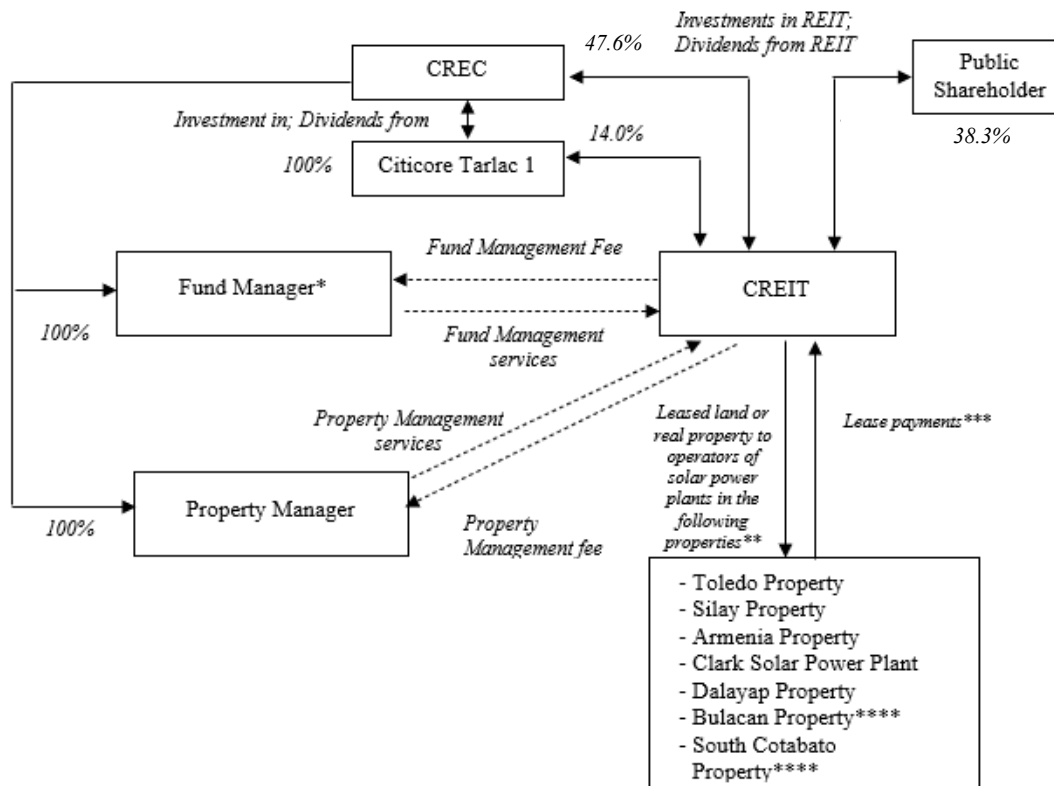 47.6%
Investments in REIT;
Dividends from REIT
CREC
Public
Shareholder
38.3%
Investment in; Dividends from
14.0%
100%
Citicore Tarlac 1
Fund Management Fee
Fund Manager*
CREIT
100%
Fund Management
services
Property Management
services
Leased land or
real property to
operators of
solar power
plants in the
following
properties**
Lease payments***
Property Manager
100%
Property
Management fee
- Toledo Property
- Silay Property
- Armenia Property
- Clark Solar Power Plant
- Dalayap Property
- Bulacan Property****
- South Cotabato
Property****